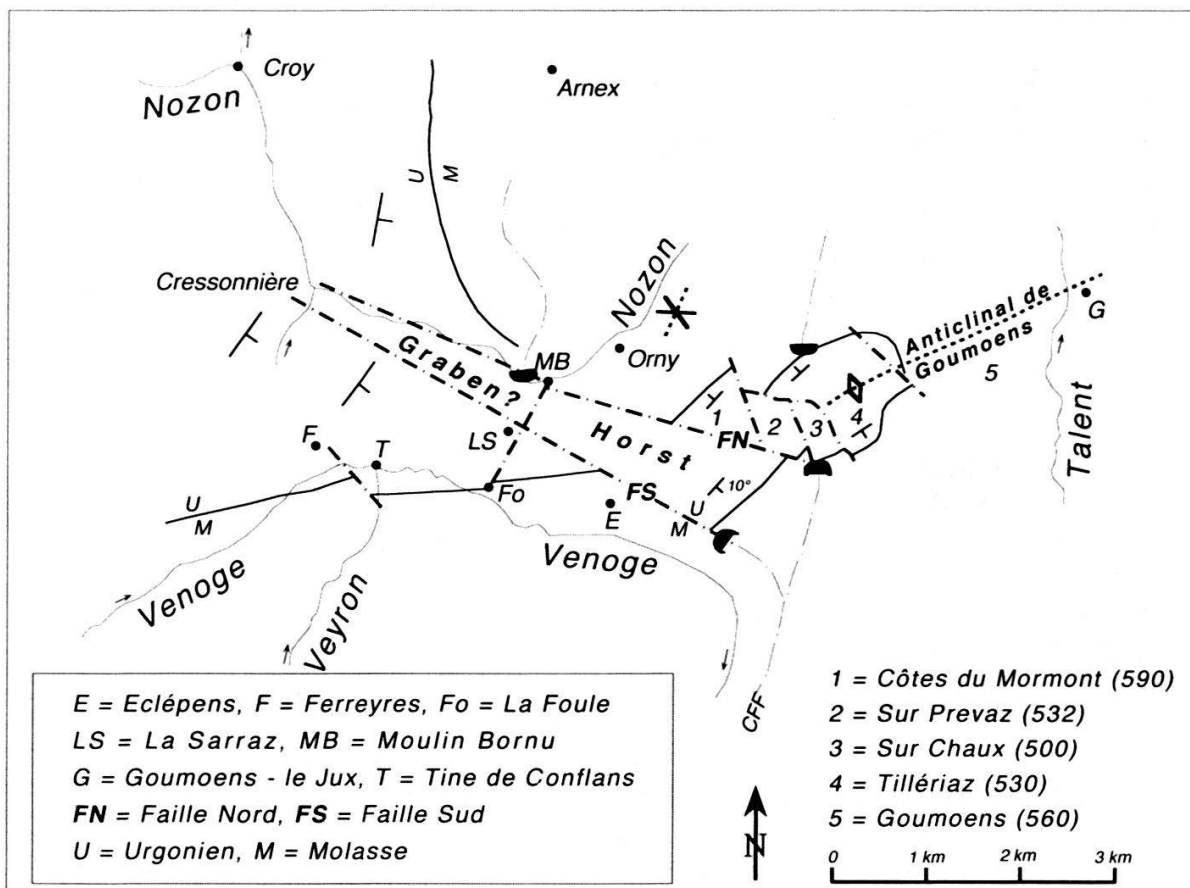 Croy
Arnex
Nozon
U
M
Cressonnière
Nozon
Graben?
MB
Orny
Anticlinal de
Goumoens
G
5
1
2
3
4
FN
Horst
LS
F
T
Fo
FS
E
10°
U
M
U
M
Talent
Venoge
Venoge
Veyron
CFF
E = Eclépens, F = Ferreyres, Fo = La Foule
LS = La Sarraz, MB = Moulin Bornu
G = Goumoens - le Jux, T = Tine de Conflans
FN = Faille Nord, FS = Faille Sud
U = Urgonien, M = Molasse
N
1 = Côtes du Mormont (590)
2 = Sur Prevaz (532)
3 = Sur Chaux (500)
4 = Tillériaz (530)
5 = Goumoens (560)
0 1 km 2 km 3 km